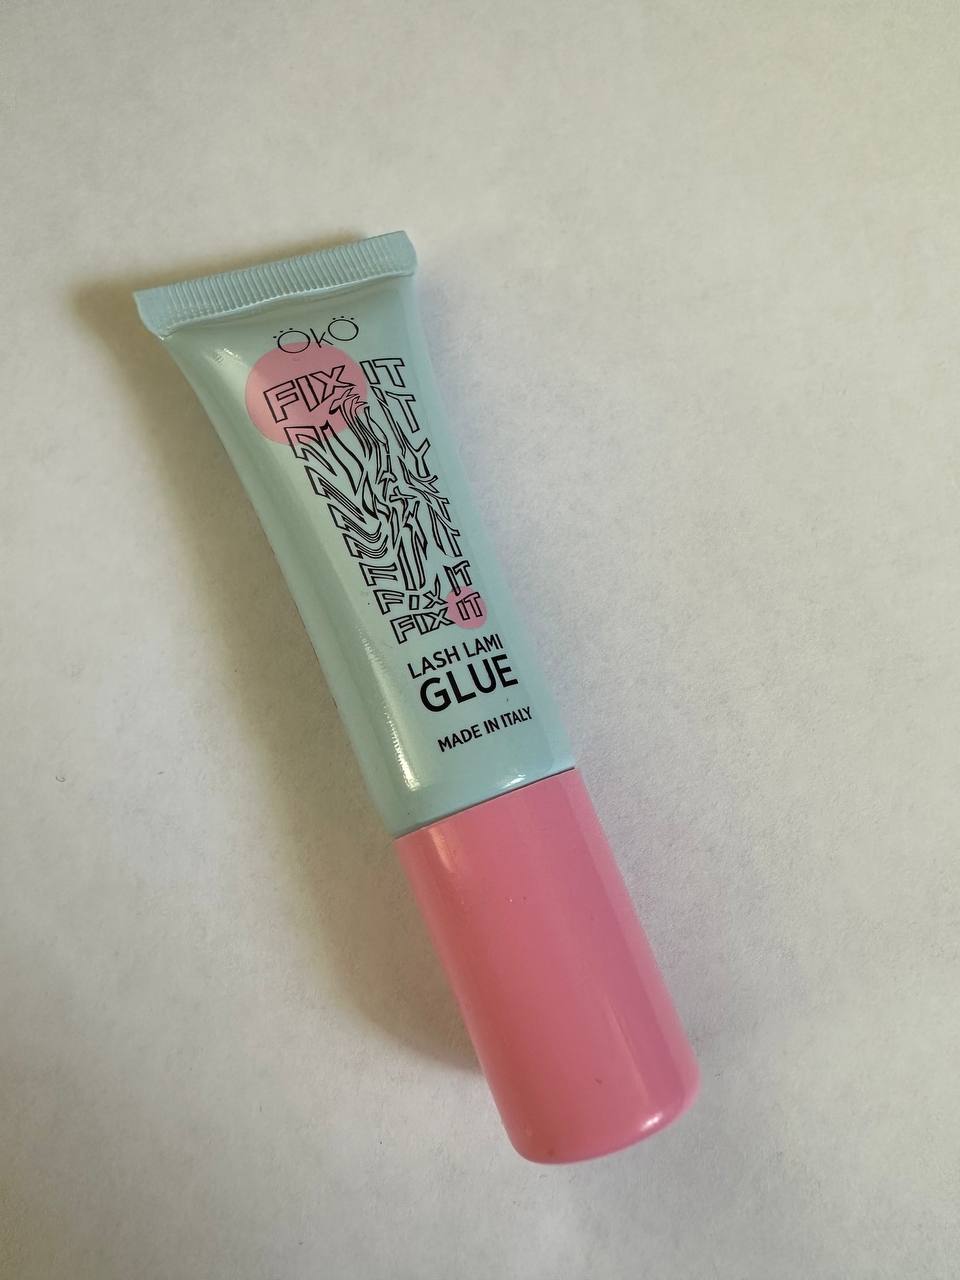 ÖkÖ
FIX IT
FIX IT
FIX IT
LASH LAMI
GLUE
MADE IN ITALY